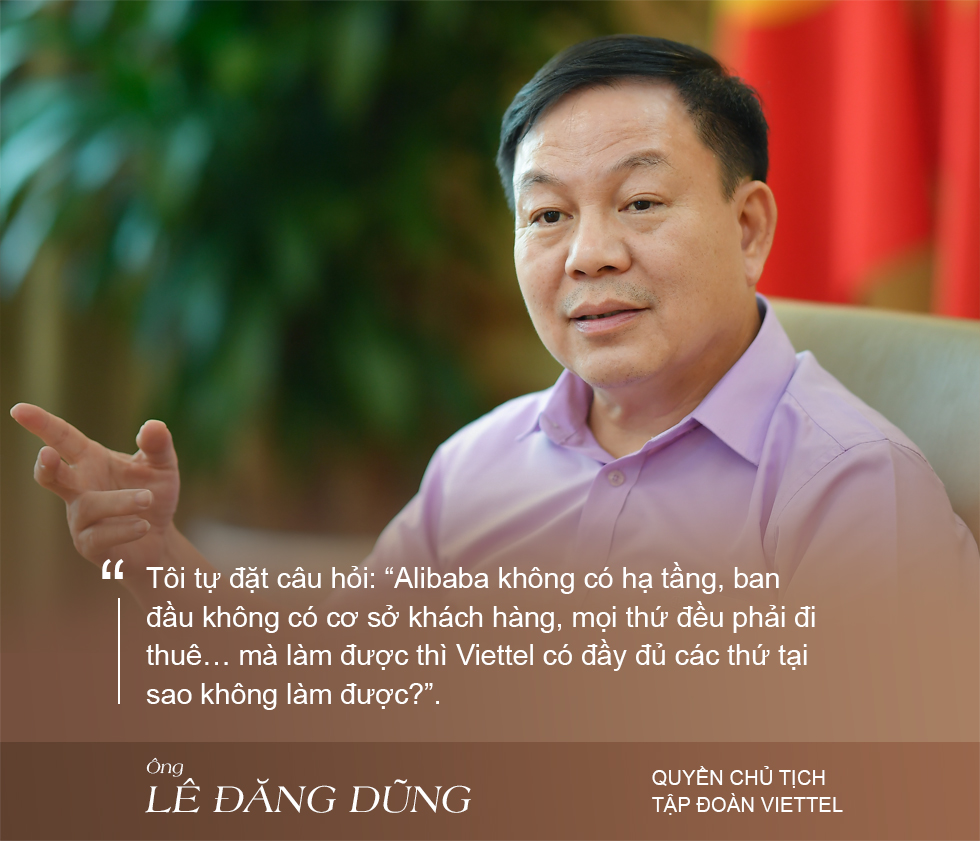 “
Tôi tự đặt câu hỏi: “Alibaba không có hạ tầng, ban
đầu không có cơ sở khách hàng, mọi thứ đều phải đi
thuê… mà làm được thì Viettel có đầy đủ các thứ tại
sao không làm được?”.
Ông
LÊ ĐĂNG DŨNG
QUYỀN CHỦ TỊCH
TẬP ĐOÀN VIETTEL